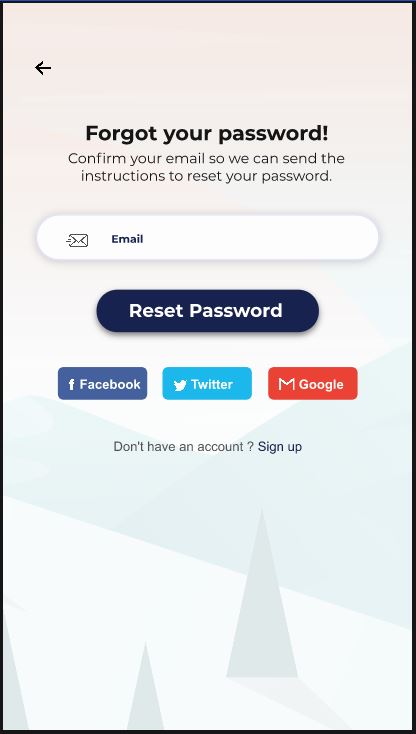 Forgot your password!
Confirm your email so we can send the
instructions to reset your password.
Email
Reset Password
f Facebook
Twitter
Google
Don't have an account ? Sign up